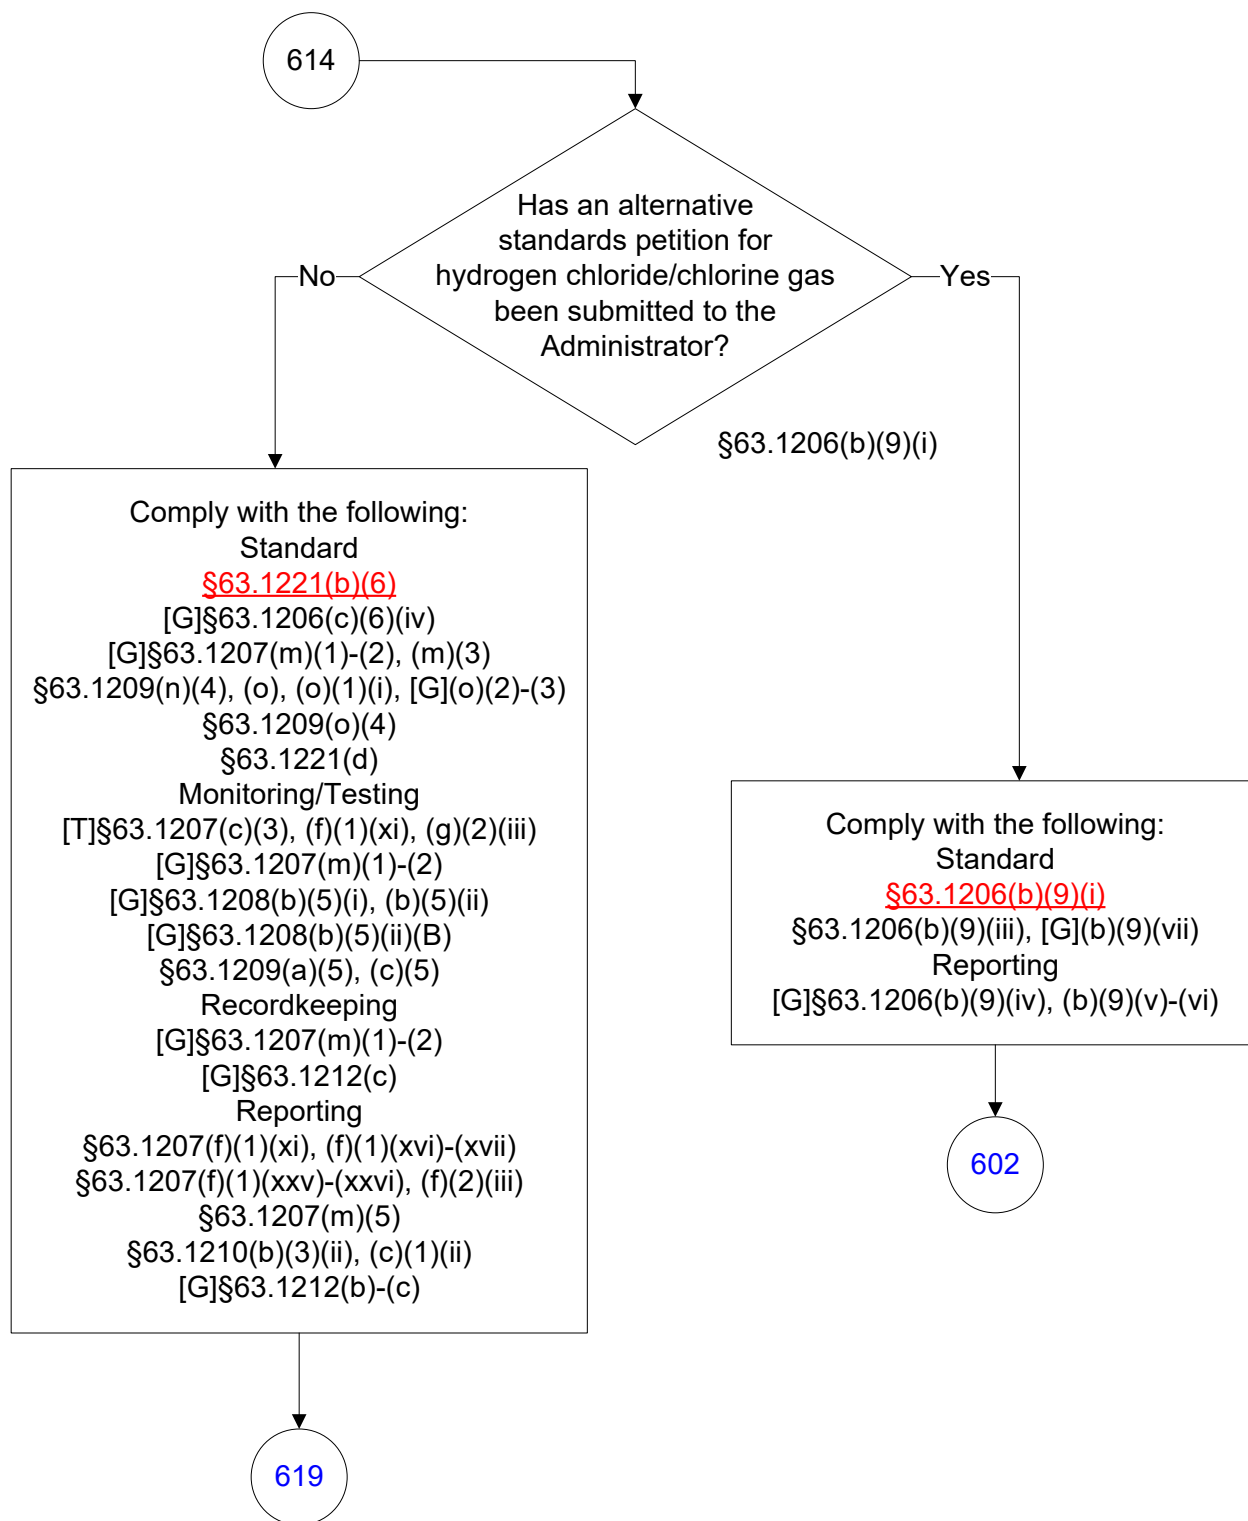 614
Has an alternative
standards petition for
hydrogen chloride/chlorine gas
been submitted to the
Administrator?
No
Yes
§63.1206(b)(9)(i)
Comply with the following:
Standard
§63.1221(b)(6)
[G]§63.1206(c)(6)(iv)
[G]§63.1207(m)(1)-(2), (m)(3)
§63.1209(n)(4), (o), (o)(1)(i), [G](o)(2)-(3)
§63.1209(o)(4)
§63.1221(d)
Monitoring/Testing
[T]§63.1207(c)(3), (f)(1)(xi), (g)(2)(iii)
[G]§63.1207(m)(1)-(2)
[G]§63.1208(b)(5)(i), (b)(5)(ii)
[G]§63.1208(b)(5)(ii)(B)
§63.1209(a)(5), (c)(5)
Recordkeeping
[G]§63.1207(m)(1)-(2)
[G]§63.1212(c)
Reporting
§63.1207(f)(1)(xi), (f)(1)(xvi)-(xvii)
§63.1207(f)(1)(xxv)-(xxvi), (f)(2)(iii)
§63.1207(m)(5)
§63.1210(b)(3)(ii), (c)(1)(ii)
[G]§63.1212(b)-(c)
619
Comply with the following:
Standard
§63.1206(b)(9)(i)
§63.1206(b)(9)(iii), [G](b)(9)(vii)
Reporting
[G]§63.1206(b)(9)(iv), (b)(9)(v)-(vi)
602